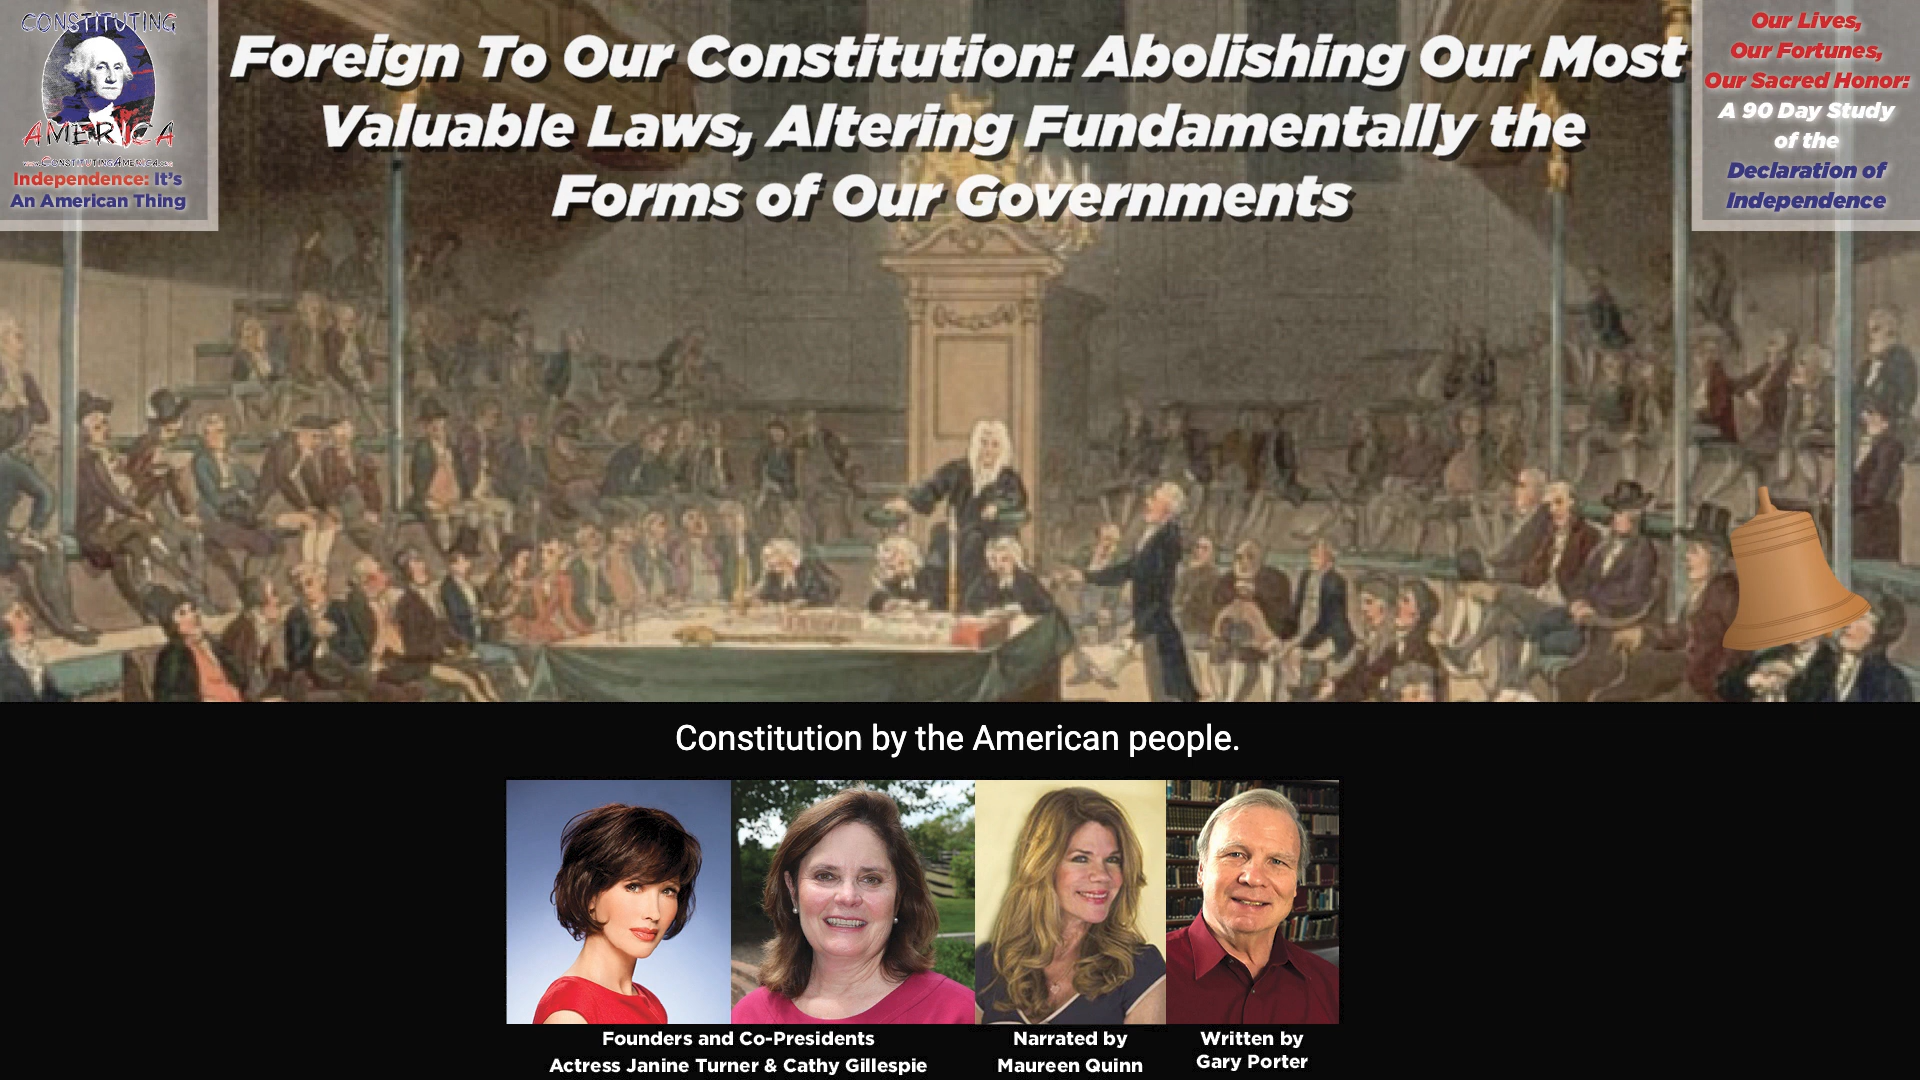 CONSTITUTING
AMERICA
www.ConstitutingAmerica.org
Independence: It's
An American Thing
Foreign To Our Constitution: Abolishing Our Most
Valuable Laws, Altering Fundamentally the
Forms of Our Governments
Our Lives,
Our Fortunes,
Our Sacred Honor:
A 90 Day Study
of the
Declaration of
Independence
Constitution by the American people.
Founders and Co-Presidents
Actress Janine Turner & Cathy Gillespie
Narrated by
Maureen Quinn
Written by
Gary Porter